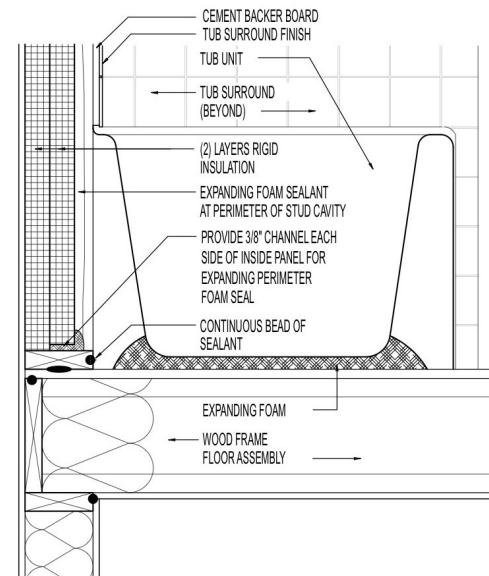 CEMENT BACKER BOARD
TUB SURROUND FINISH
TUB UNIT
TUB SURROUND
(BEYOND)
(2) LAYERS RIGID
INSULATION
EXPANDING FOAM SEALANT
AT PERIMETER OF STUD CAVITY
PROVIDE 3/8" CHANNEL EACH
SIDE OF INSIDE PANEL FOR
EXPANDING PERIMETER
FOAM SEAL
CONTINUOUS BEAD OF
SEALANT
EXPANDING FOAM
WOOD FRAME
FLOOR ASSEMBLY